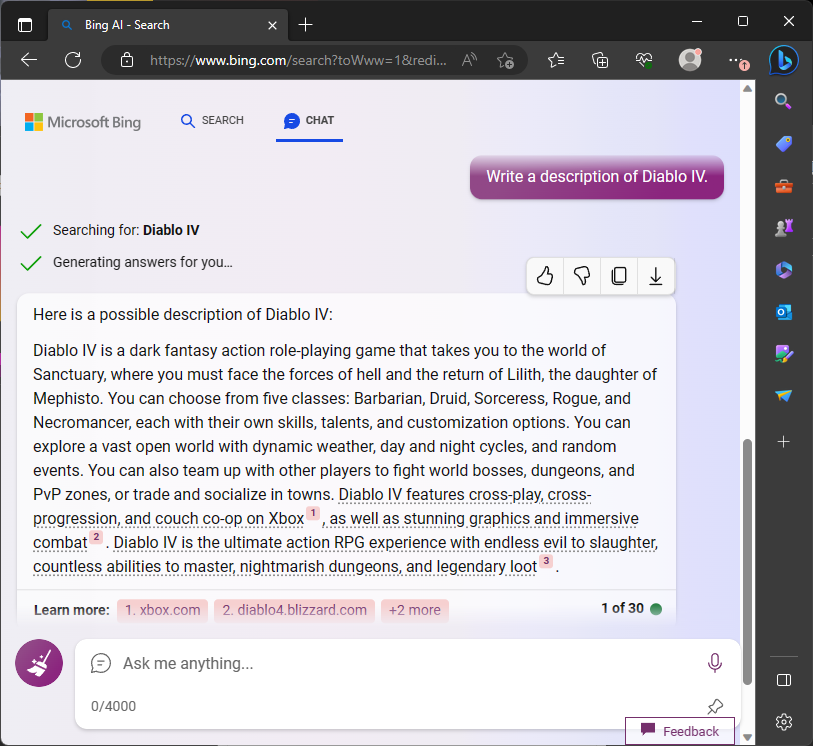 Bing AI - Search
https://www.bing.com/search?toWww=1&redi...
Microsoft Bing
SEARCH
CHAT
Write a description of Diablo IV.
Searching for: Diablo IV
Generating answers for you...
Here is a possible description of Diablo IV:
Diablo IV is a dark fantasy action role-playing game that takes you to the world of
Sanctuary, where you must face the forces of hell and the return of Lilith, the daughter of
Mephisto. You can choose from five classes: Barbarian, Druid, Sorceress, Rogue, and
Necromancer, each with their own skills, talents, and customization options. You can
explore a vast open world with dynamic weather, day and night cycles, and random
events. You can also team up with other players to fight world bosses, dungeons, and
PvP zones, or trade and socialize in towns. Diablo IV features cross-play, cross-
progression, and couch co-op on Xbox 1 , as well as stunning graphics and immersive
combat 2 . Diablo IV is the ultimate action RPG experience with endless evil to slaughter,
countless abilities to master, nightmarish dungeons, and legendary loot 3 .
Learn more: 1. xbox.com 2. diablo4.blizzard.com +2 more 1 of 30
Ask me anything...
0/4000
Feedback